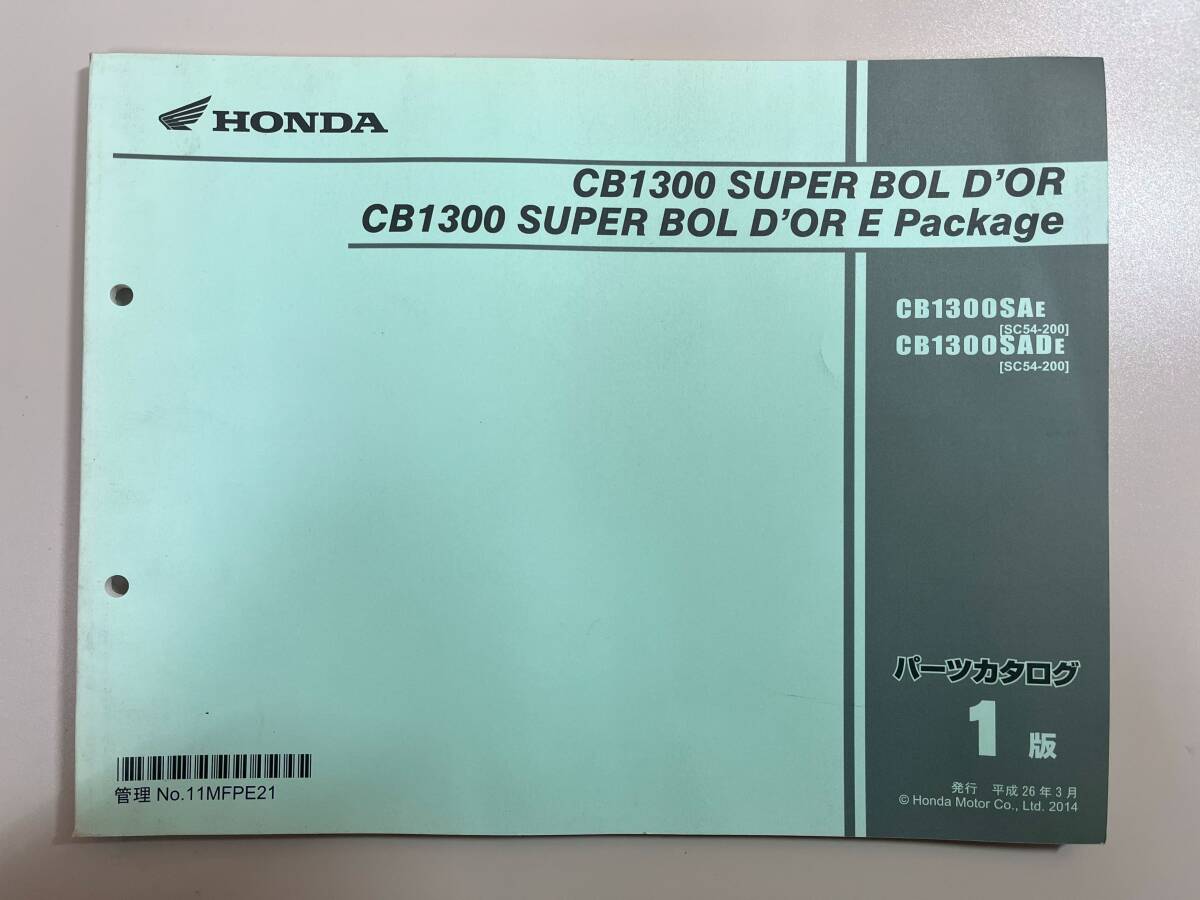 HONDA
CB1300 SUPER BOL D'OR
CB1300 SUPER BOL D'OR E Package
CB1300SAE
[SC54-200]
CB1300SADE
[SC54-200]
パーツカタログ
1 版
管理 No.11MFPE21
発行 平成 26 年 3 月
© Honda Motor Co., Ltd. 2014